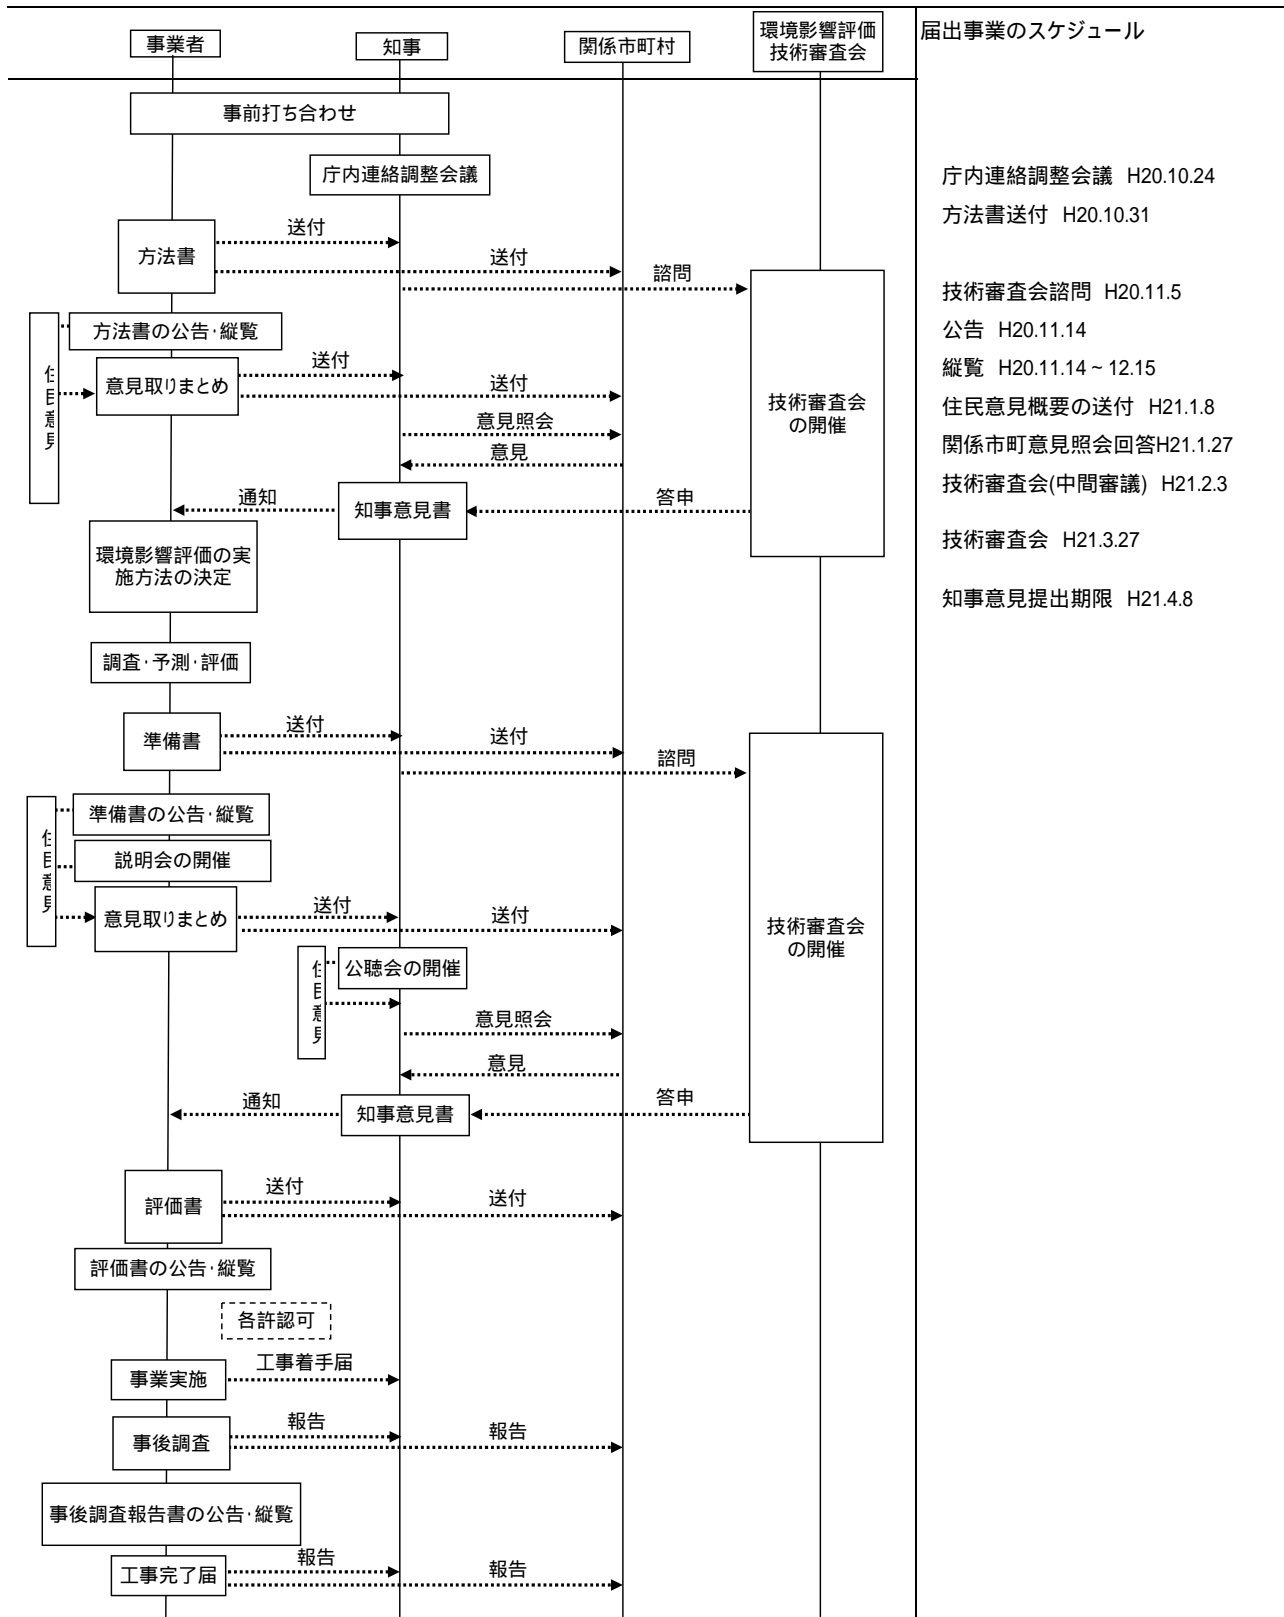 事業者
知事
関係市町村
環境影響評価
技術審査会
届出事業のスケジュール
事前打ち合わせ
庁内連絡調整会議
庁内連絡調整会議 H20.10.24
方法書送付 H20.10.31
方法書
送付
送付
諮問
技術審査会諮問 H20.11.5
方法書の公告･縦覧
公告 H20.11.14
住民意見
意見取りまとめ
送付
送付
縦覧 H20.11.14 ~ 12.15
技術審査会
の開催
住民意見概要の送付 H21.1.8
意見照会
意見
関係市町意見照会回答H21.1.27
技術審査会(中間審議) H21.2.3
通知
知事意見書
答申
環境影響評価の実
施方法の決定
技術審査会 H21.3.27
知事意見提出期限 H21.4.8
調査･予測･評価
準備書
送付
送付
諮問
準備書の公告･縦覧
住民意見
説明会の開催
意見取りまとめ
送付
送付
技術審査会
の開催
住民意見
公聴会の開催
意見照会
意見
通知
知事意見書
答申
評価書
送付
送付
評価書の公告･縦覧
各許認可
事業実施
工事着手届
事後調査
報告
報告
事後調査報告書の公告･縦覧
工事完了届
報告
報告